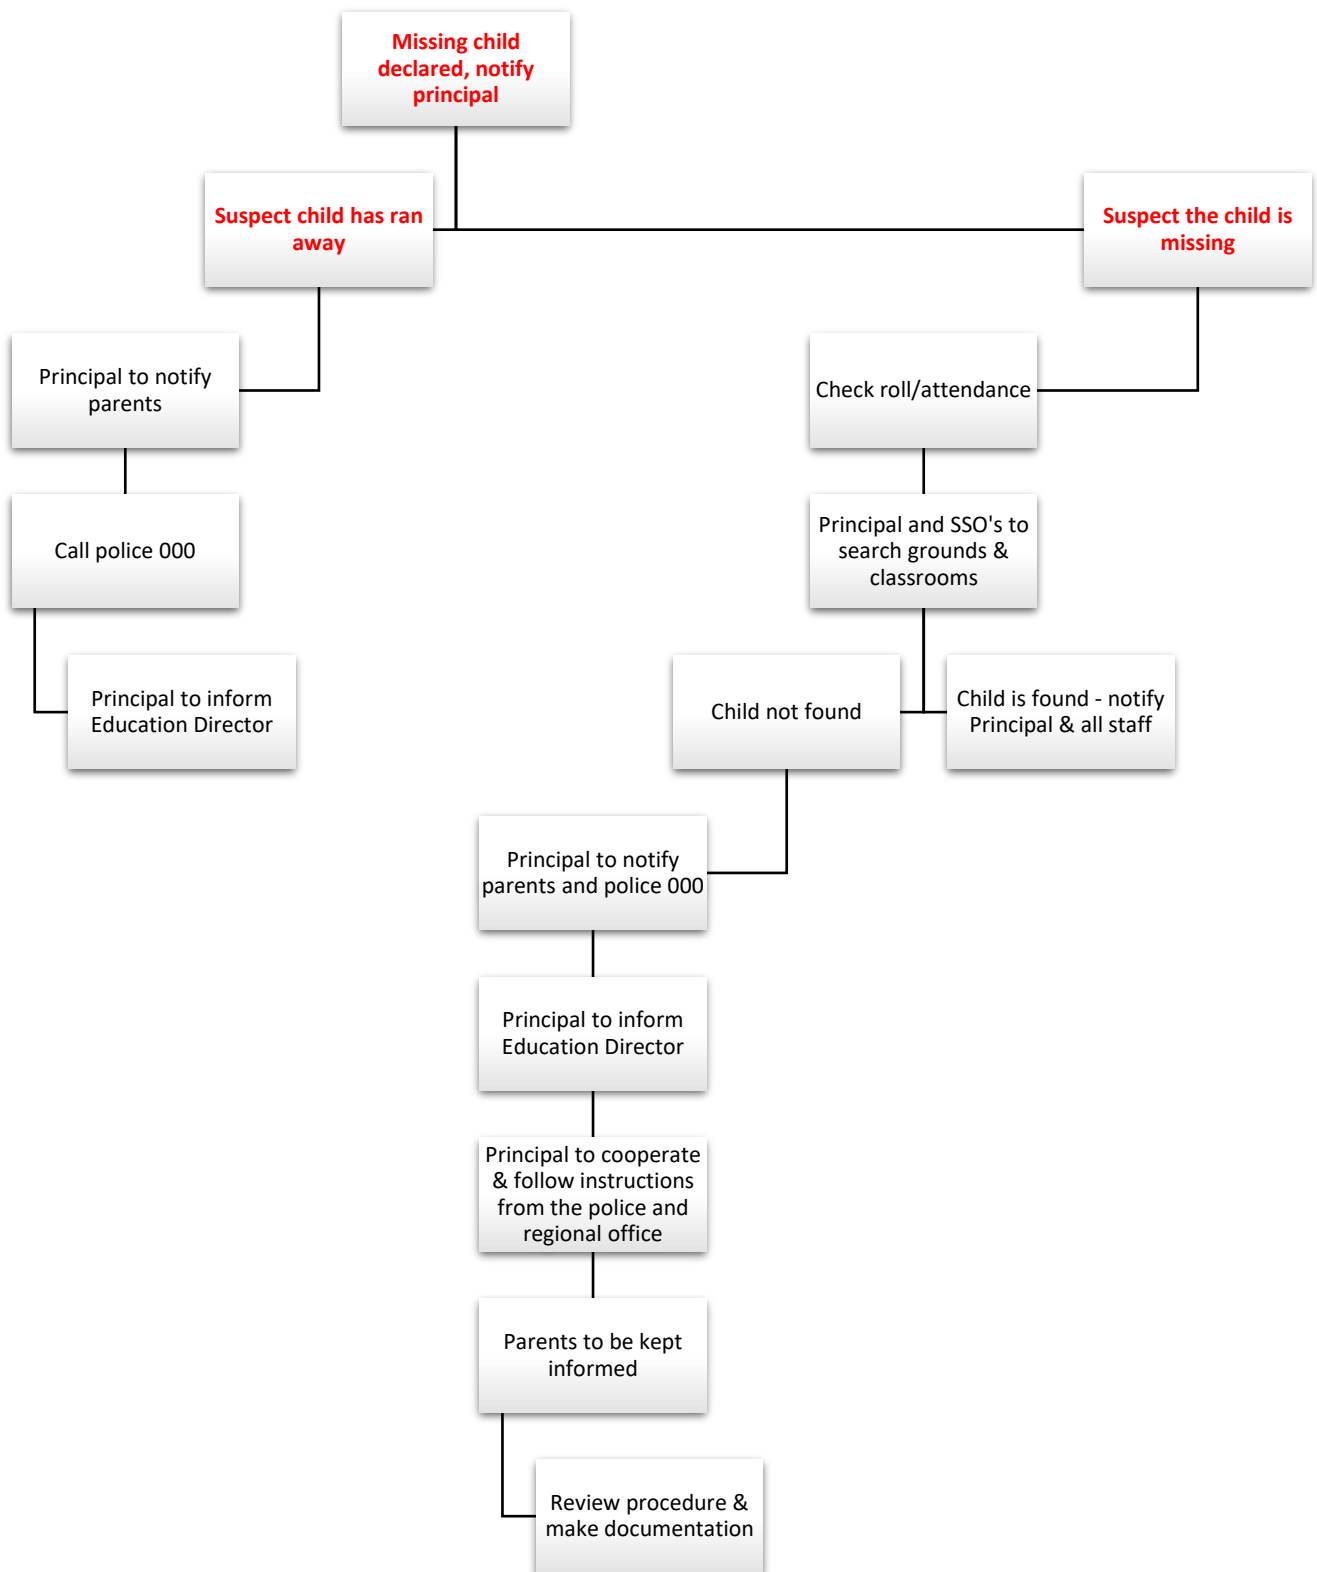 Missing child
declared, notify
principal
Suspect child has ran
away
Suspect the child is
missing
Principal to notify
parents
Check roll/attendance
Call police 000
Principal and SSO's to
search grounds &
classrooms
Principal to inform
Education Director
Child not found
Child is found - notify
Principal & all staff
Principal to notify
parents and police 000
Principal to inform
Education Director
Principal to cooperate
& follow instructions
from the police and
regional office
Parents to be kept
informed
Review procedure &
make documentation